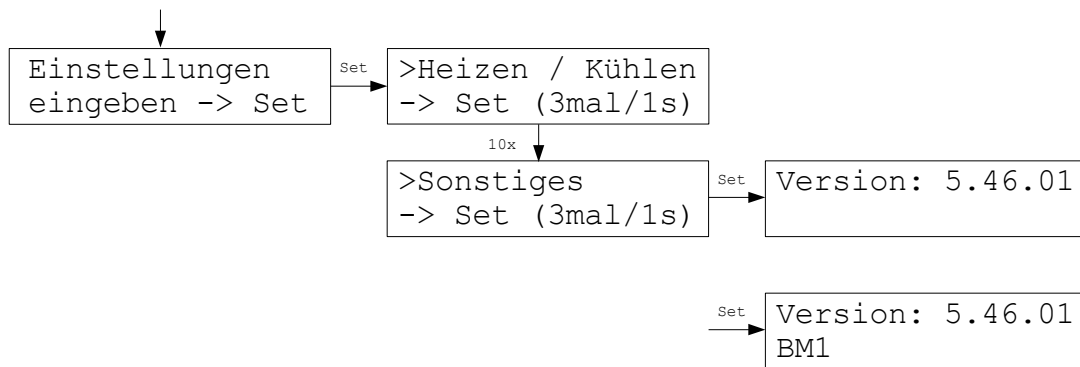 Einstellungen
eingeben -> Set
Set
>Heizen / Kühlen
-> Set (3mal/1s)
10x
>Sonstiges
-> Set (3mal/1s)
Set
Version: 5.46.01
Set
Version: 5.46.01
BM1